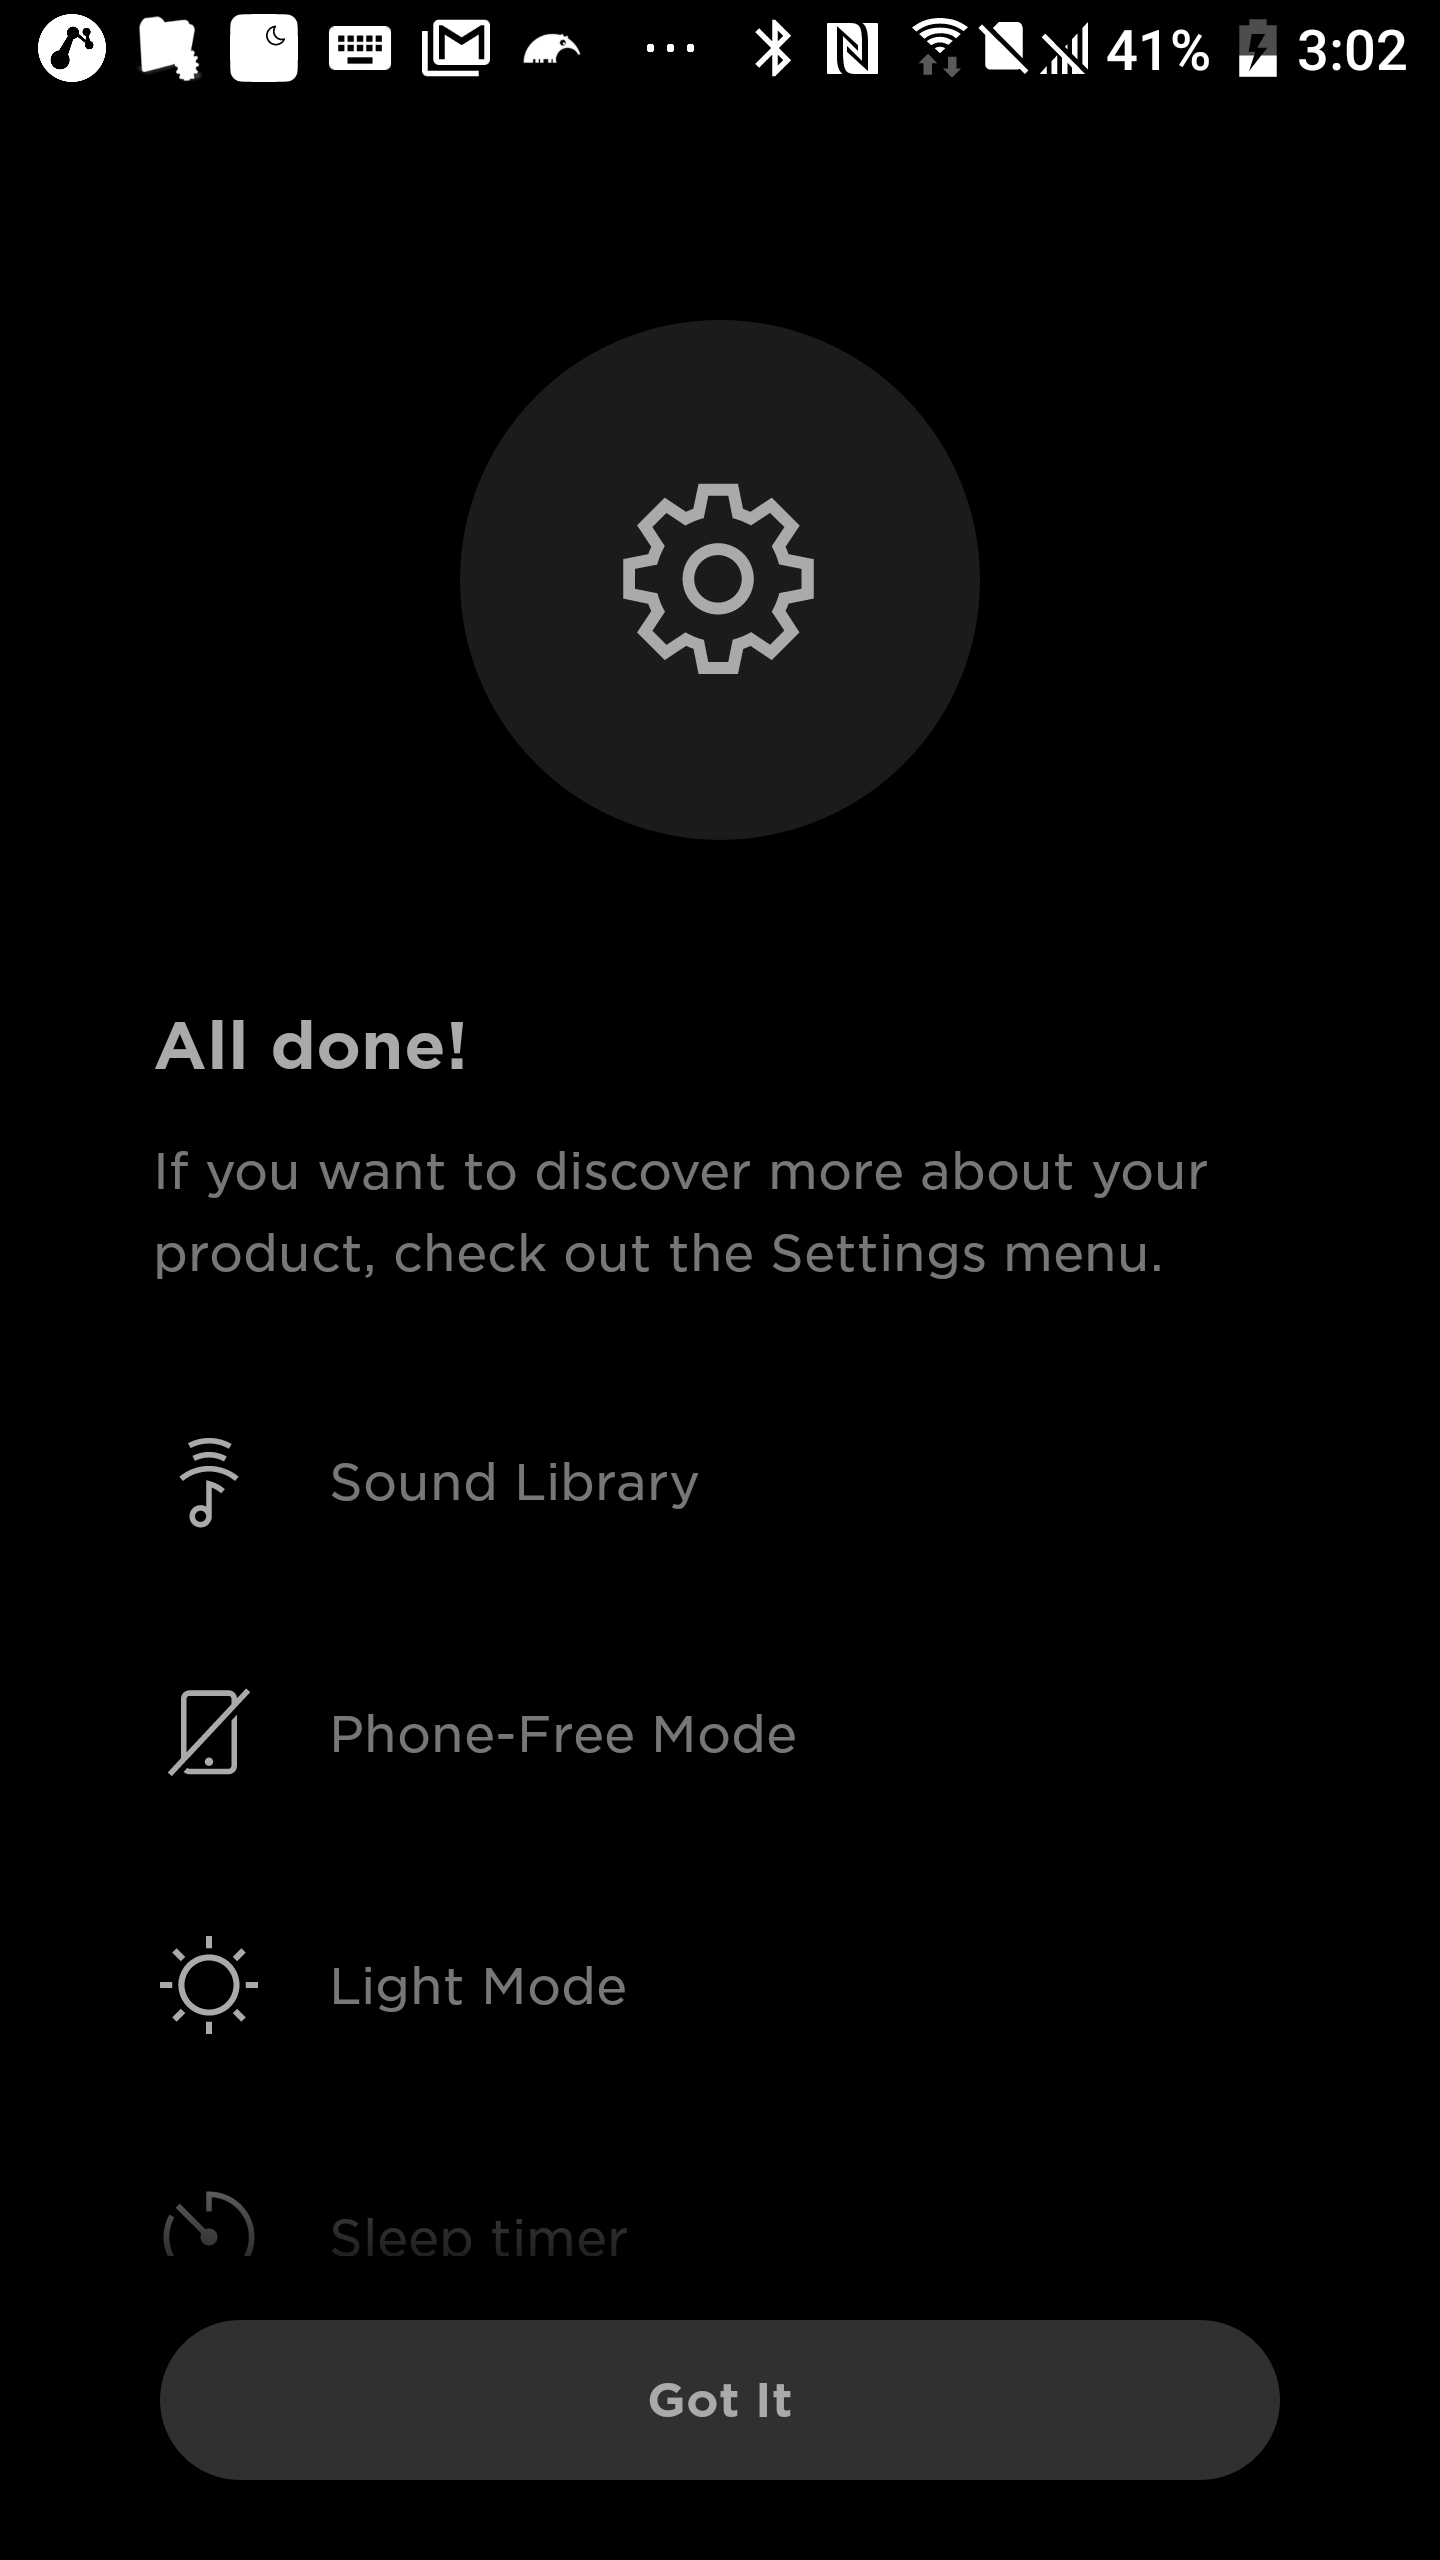 41% 3:02
All done!
If you want to discover more about your
product, check out the Settings menu.
Sound Library
Phone-Free Mode
Light Mode
Sleep timer
Got It